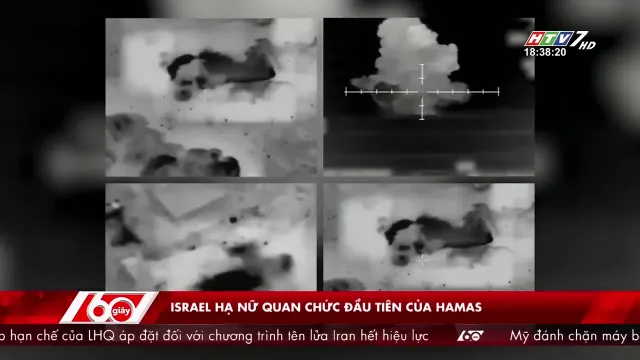 HTV7 HD
18:38:20
60 giây
ISRAEL HẠ NỮ QUAN CHỨC ĐẦU TIÊN CỦA HAMAS
hạn chế của LHQ áp đặt đối với chương trình tên lửa Iran hết hiệu lực 60 Mỹ đánh chặn máy